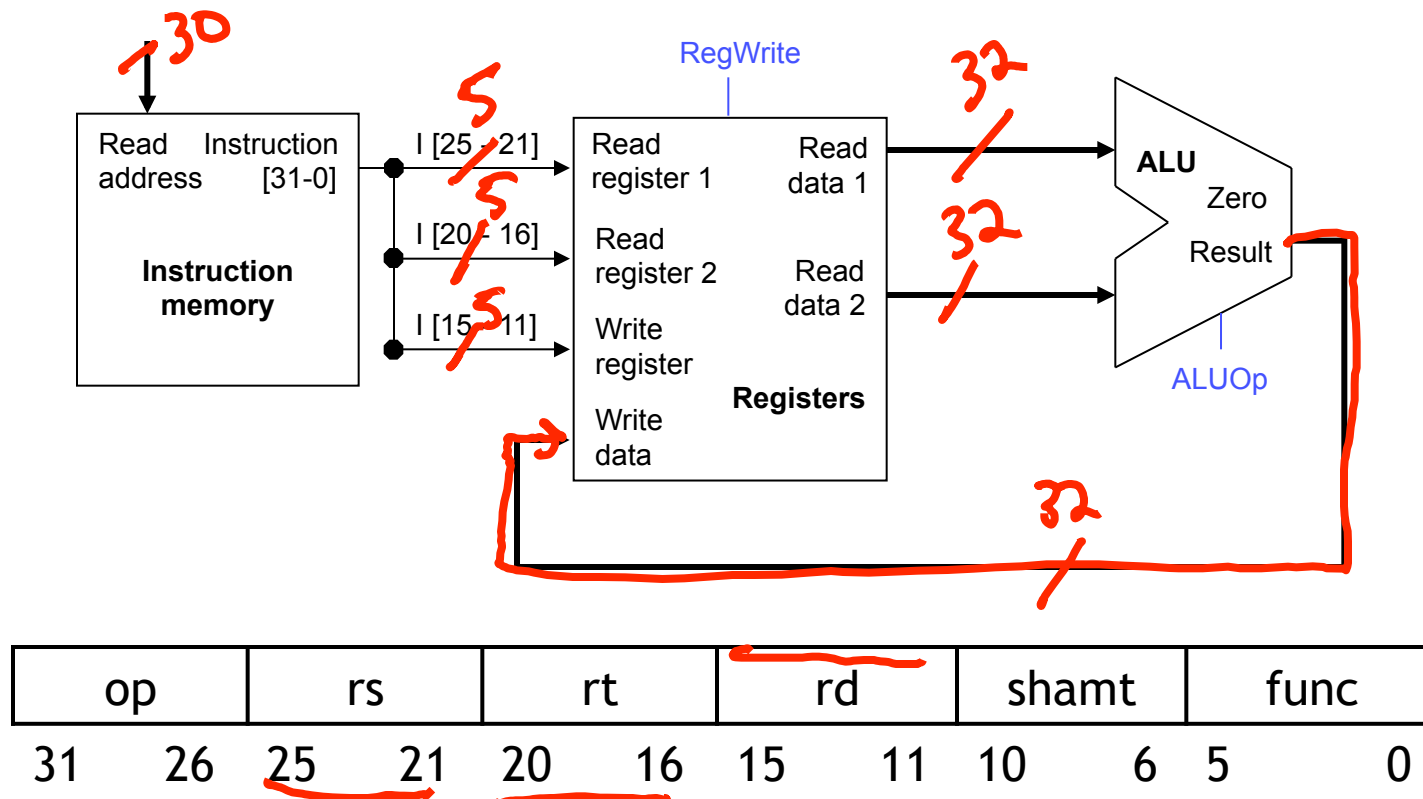 30
RegWrite
32
5
Read address
Instruction [31-0]
Instruction memory
I [25 - 21]
5
I [20 - 16]
5
I [15 - 11]
Read register 1
Read register 2
Write register
Write data
Read data 1
Read data 2
Registers
32
ALU
Zero
Result
ALUOp
32
op rs rt rd shamt func
31 26 25 21 20 16 15 11 10 6 5 0